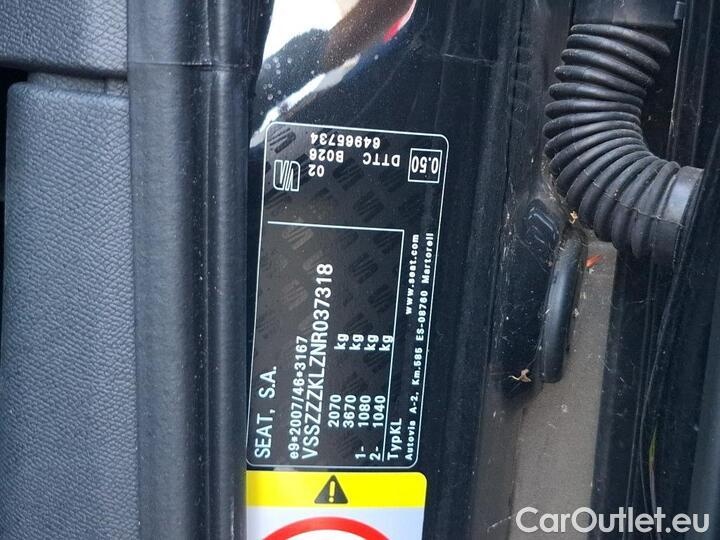 SEAT, S.A.
e9*2007/46*3167
VSSZZZKLZNR037318
2070 kg
3670 kg
1- 1080 kg
2- 1040 kg
TypKL
02
B026
DTTC 64965734
0.50
www.seat.com
Autovia A-2, Km.585 ES-08760 Martorell
CarOutlet.eu